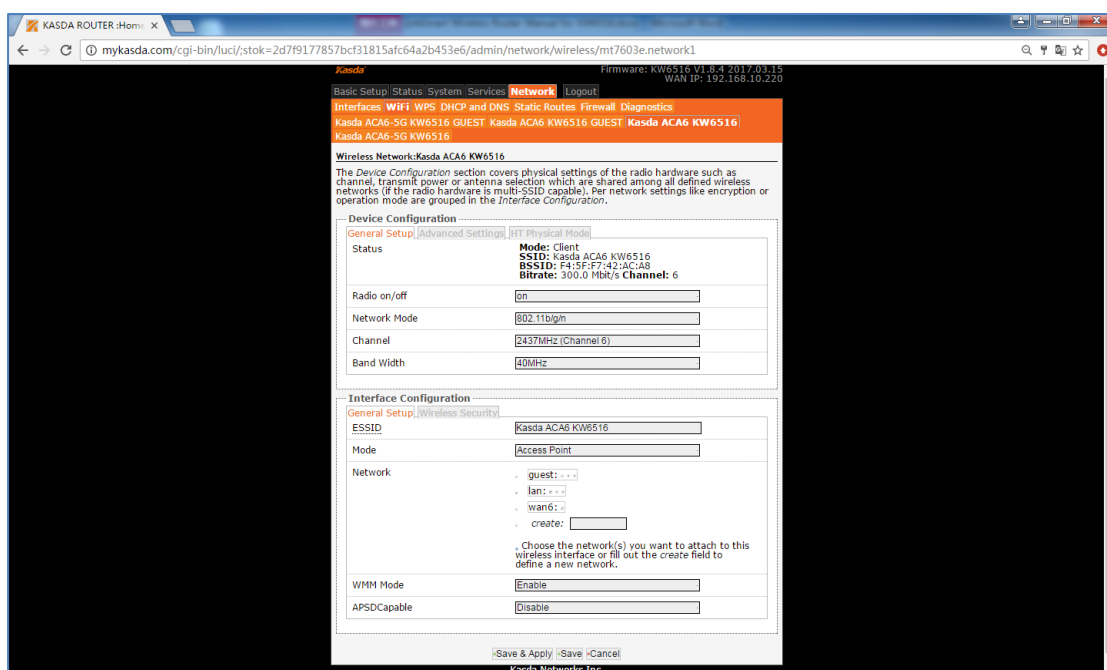 KASDA ROUTER :Home
mykasda.com/cgi-bin/luci/;stok=2d7f9177857bcf31815afc64a2b453e6/admin/network/wireless/mt7603e.network1
Kasda
Firmware: KW6516 V1.8.4 2017.03.15
WAN IP: 192.168.10.220
Basic Setup Status System Services Network Logout
Interfaces WiFi WPS DHCP and DNS Static Routes Firewall Diagnostics
Kasda ACA6-5G KW6516 GUEST Kasda ACA6 KW6516 GUEST Kasda ACA6 KW6516
Kasda ACA6-5G KW6516
Wireless Network:Kasda ACA6 KW6516
The Device Configuration section covers physical settings of the radio hardware such as
channel, transmit power or antenna selection which are shared among all defined wireless
networks (if the radio hardware is multi-SSID capable). Per network settings like encryption or
operation mode are grouped in the Interface Configuration.
Device Configuration
General Setup Advanced Settings HT Physical Mode
Status
Mode: Client
SSID: Kasda ACA6 KW6516
BSSID: F4:5F:F7:42:AC:A8
Bitrate: 300.0 Mbit/s Channel: 6
Radio on/off on
Network Mode 802.11b/g/n
Channel 2437MHz (Channel 6)
Band Width 40MHz
Interface Configuration
General Setup Wireless Security
ESSID Kasda ACA6 KW6516
Mode Access Point
Network
guest:
lan:
wan6:
create:
Choose the network(s) you want to attach to this
wireless interface or fill out the create field to
define a new network.
WMM Mode Enable
APSDCapable Disable
Save & Apply Save Cancel
Kasda Networks Inc